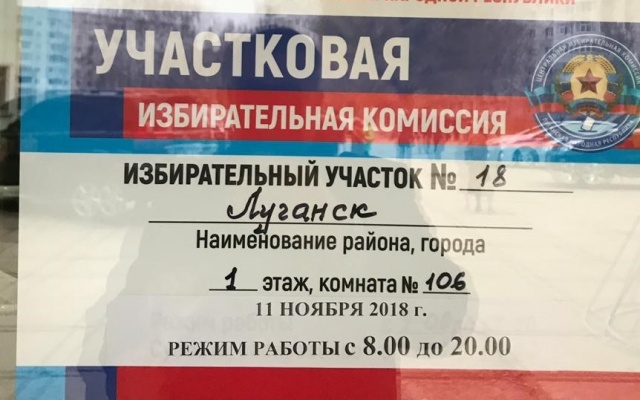 РЕСПУБЛИКИ
УЧАСТКОВАЯ
ИЗБИРАТЕЛЬНАЯ КОМИССИЯ
ИЗБИРАТЕЛЬНЫЙ УЧАСТОК № 18
Луганск
Наименование района, города
1 этаж, комната № 106
11 НОЯБРЯ 2018 г.
РЕЖИМ РАБОТЫ с 8.00 до 20.00